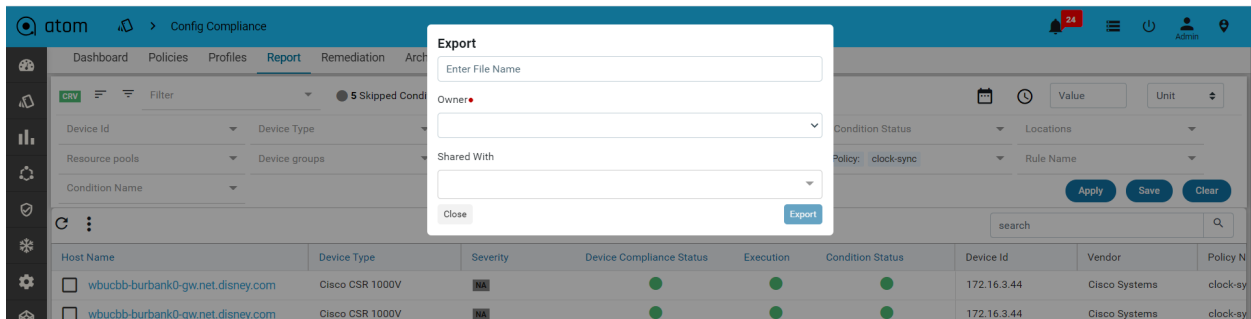 atom > Config Compliance 24 Admin
Export
Dashboard Policies Profiles Report Remediation Arch
Enter File Name
CRV Filter 5 Skipped Condi Value Unit
Owner●
Device Id Device Type Condition Status Locations
Resource pools Device groups Policy: clock-sync Rule Name
Shared With
Condition Name Apply Save Clear
Close Export
search
Host Name Device Type Severity Device Compliance Status Execution Condition Status Device Id Vendor Policy N
wbucbb-burbank0-gw.net.disney.com Cisco CSR 1000V NA 172.16.3.44 Cisco Systems clock-sy
wbucbb-burbank0-gw.net.disney.com Cisco CSR 1000V NA 172.16.3.44 Cisco Systems clock-sy